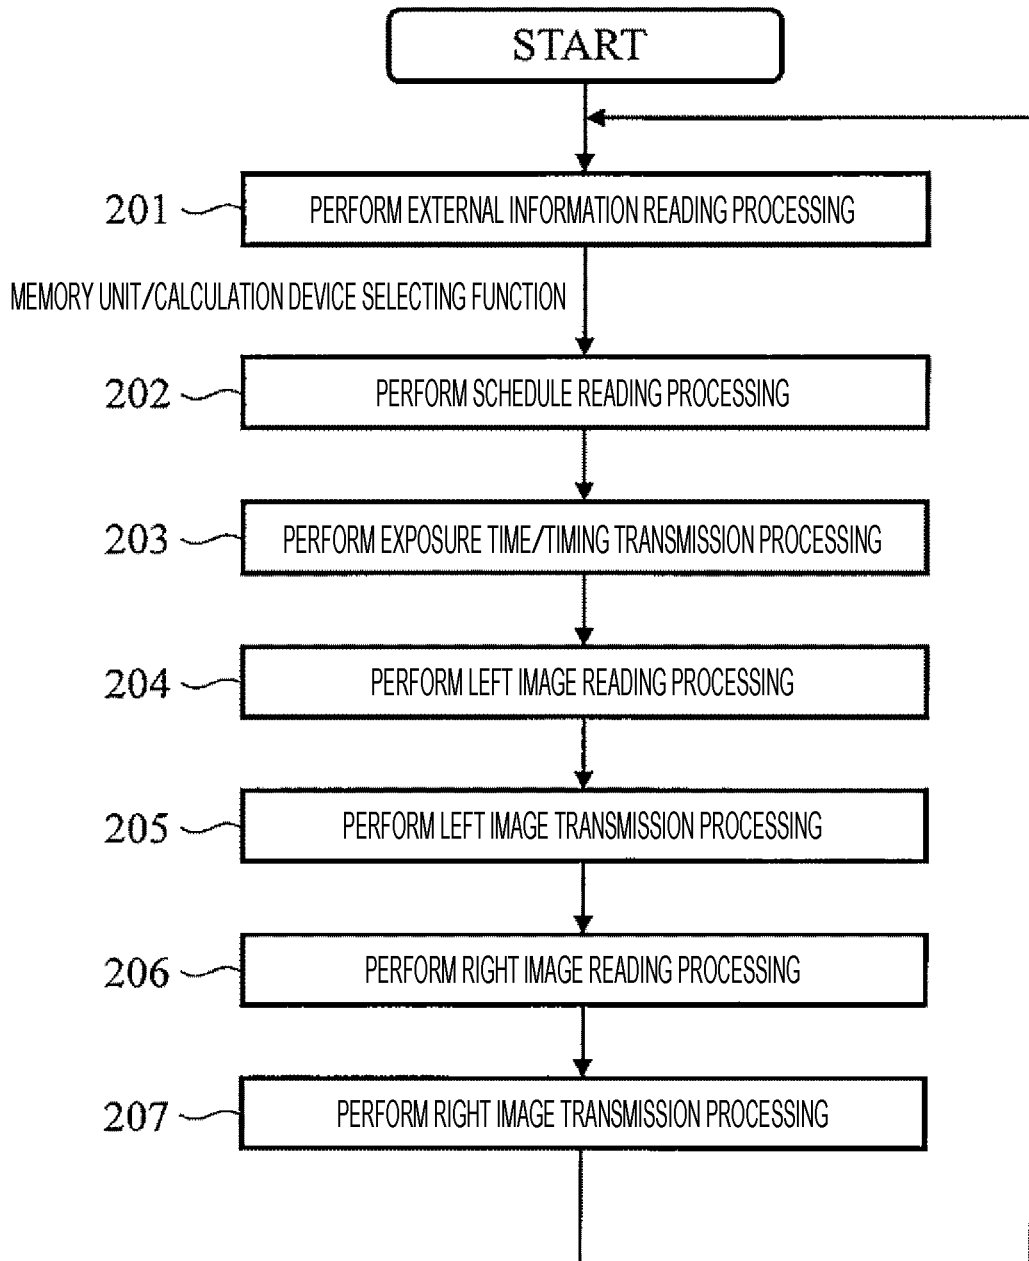 START
201
PERFORM EXTERNAL INFORMATION READING PROCESSING
MEMORY UNIT/CALCULATION DEVICE SELECTING FUNCTION
202
PERFORM SCHEDULE READING PROCESSING
203
PERFORM EXPOSURE TIME/TIMING TRANSMISSION PROCESSING
204
PERFORM LEFT IMAGE READING PROCESSING
205
PERFORM LEFT IMAGE TRANSMISSION PROCESSING
206
PERFORM RIGHT IMAGE READING PROCESSING
207
PERFORM RIGHT IMAGE TRANSMISSION PROCESSING